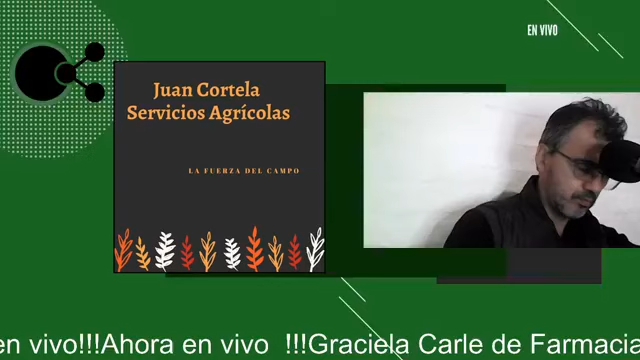 EN VIVO
Juan Cortela
Servicios Agrícolas
LA FUERZA DEL CAMPO
en vivo!!!Ahora en vivo !!!Graciela Carle de Farmacia